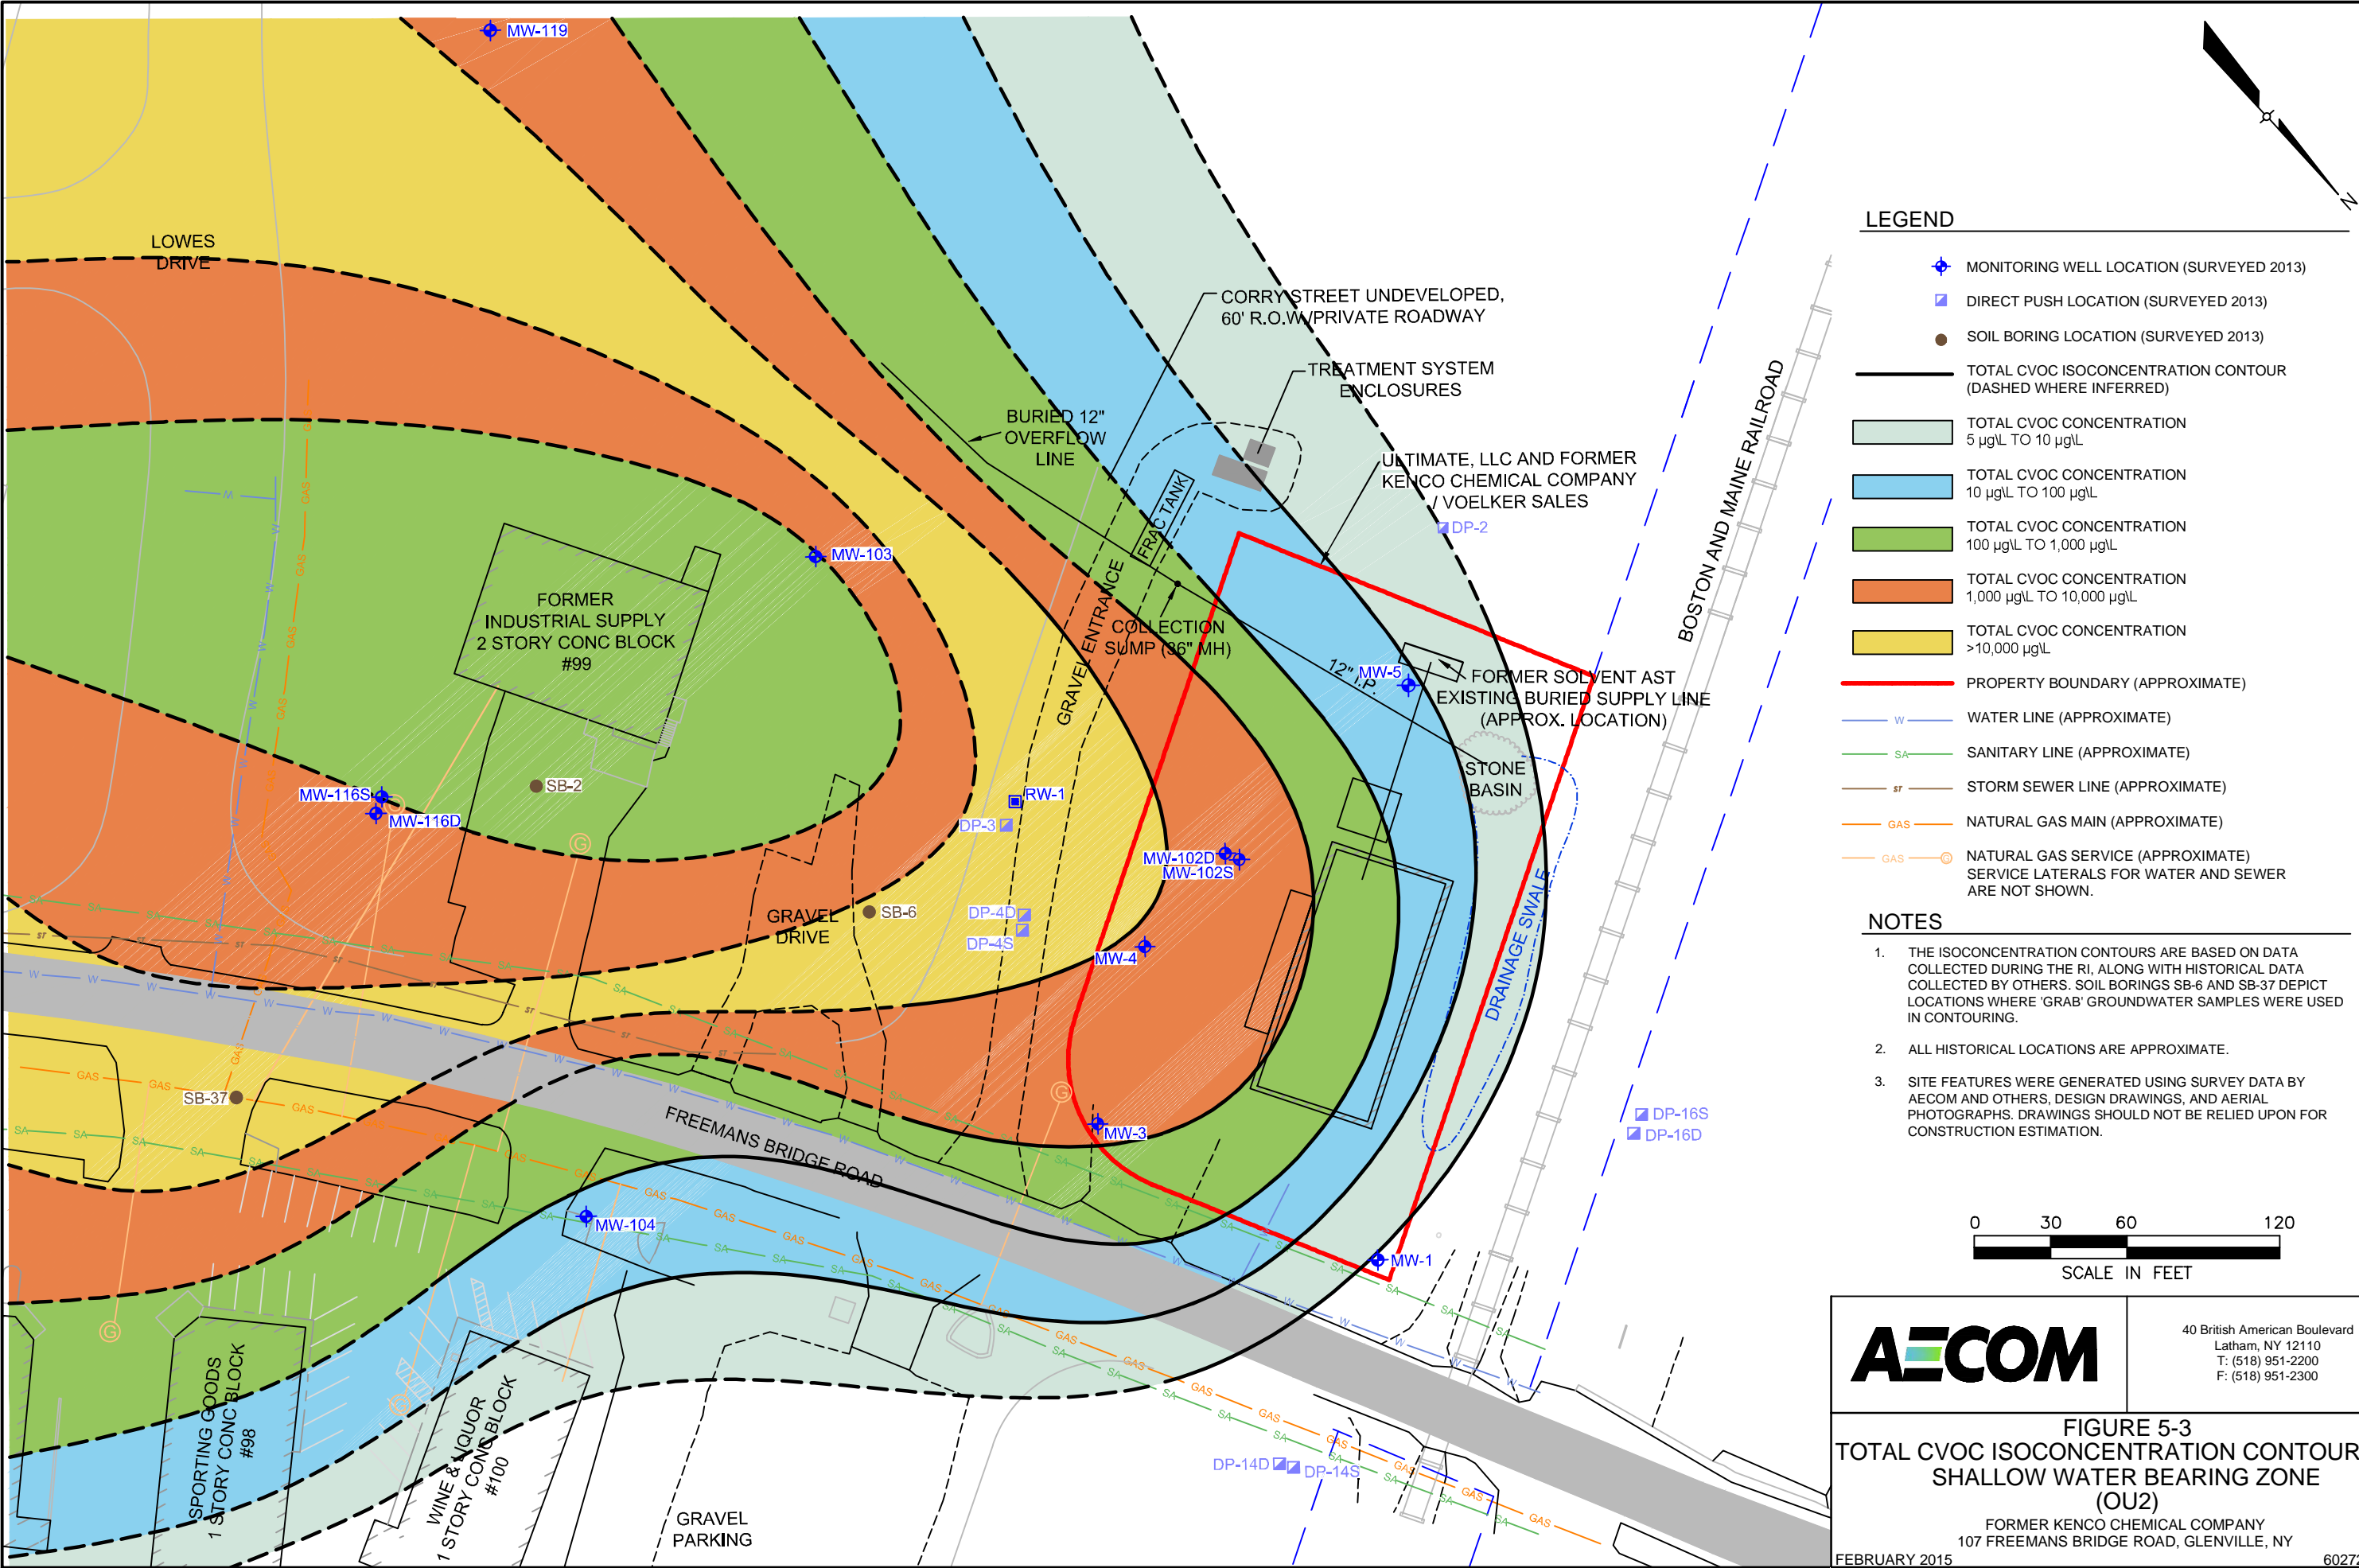 MW-119
LOWES
DRIVE
CORRY STREET UNDEVELOPED,
60' R.O.W/PRIVATE ROADWAY
TREATMENT SYSTEM
ENCLOSURES
BURIED 12"
OVERFLOW
LINE
ULTIMATE, LLC AND FORMER
KENCO CHEMICAL COMPANY
/ VOELKER SALES
FRAC TANK
DP-2
BOSTON AND MAINE RAILROAD
MW-103
FORMER
INDUSTRIAL SUPPLY
2 STORY CONC BLOCK
#99
GRAVEL ENTRANCE
COLLECTION
SUMP (36" MH)
12" T.P.
MW-5
FORMER SOLVENT AST
EXISTING BURIED SUPPLY LINE
(APPROX. LOCATION)
STONE
BASIN
MW-116S
MW-116D
SB-2
RW-1
DP-3
MW-102D
MW-102S
GRAVEL
DRIVE
SB-6
DP-4D
DP-4S
MW-4
DRAINAGE SWALE
SB-37
MW-3
FREEMANS BRIDGE ROAD
DP-16S
DP-16D
MW-104
MW-1
SPORTING GOODS
1 STORY CONC BLOCK
#98
WINE & LIQUOR
1 STORY CONC BLOCK
#100
GRAVEL
PARKING
DP-14D
DP-14S
N
LEGEND
MONITORING WELL LOCATION (SURVEYED 2013)
DIRECT PUSH LOCATION (SURVEYED 2013)
SOIL BORING LOCATION (SURVEYED 2013)
TOTAL CVOC ISOCONCENTRATION CONTOUR
(DASHED WHERE INFERRED)
TOTAL CVOC CONCENTRATION
5 µg\L TO 10 µg\L
TOTAL CVOC CONCENTRATION
10 µg\L TO 100 µg\L
TOTAL CVOC CONCENTRATION
100 µg\L TO 1,000 µg\L
TOTAL CVOC CONCENTRATION
1,000 µg\L TO 10,000 µg\L
TOTAL CVOC CONCENTRATION
>10,000 µg\L
PROPERTY BOUNDARY (APPROXIMATE)
W WATER LINE (APPROXIMATE)
SA SANITARY LINE (APPROXIMATE)
ST STORM SEWER LINE (APPROXIMATE)
GAS NATURAL GAS MAIN (APPROXIMATE)
GAS G NATURAL GAS SERVICE (APPROXIMATE)
SERVICE LATERALS FOR WATER AND SEWER
ARE NOT SHOWN.
NOTES
1. THE ISOCONCENTRATION CONTOURS ARE BASED ON DATA
COLLECTED DURING THE RI, ALONG WITH HISTORICAL DATA
COLLECTED BY OTHERS. SOIL BORINGS SB-6 AND SB-37 DEPICT
LOCATIONS WHERE 'GRAB' GROUNDWATER SAMPLES WERE USED
IN CONTOURING.
2. ALL HISTORICAL LOCATIONS ARE APPROXIMATE.
3. SITE FEATURES WERE GENERATED USING SURVEY DATA BY
AECOM AND OTHERS, DESIGN DRAWINGS, AND AERIAL
PHOTOGRAPHS. DRAWINGS SHOULD NOT BE RELIED UPON FOR
CONSTRUCTION ESTIMATION.
0 30 60 120
SCALE IN FEET
AECOM
40 British American Boulevard
Latham, NY 12110
T: (518) 951-2200
F: (518) 951-2300
FIGURE 5-3
TOTAL CVOC ISOCONCENTRATION CONTOUR
SHALLOW WATER BEARING ZONE
(OU2)
FORMER KENCO CHEMICAL COMPANY
107 FREEMANS BRIDGE ROAD, GLENVILLE, NY
FEBRUARY 2015 60272